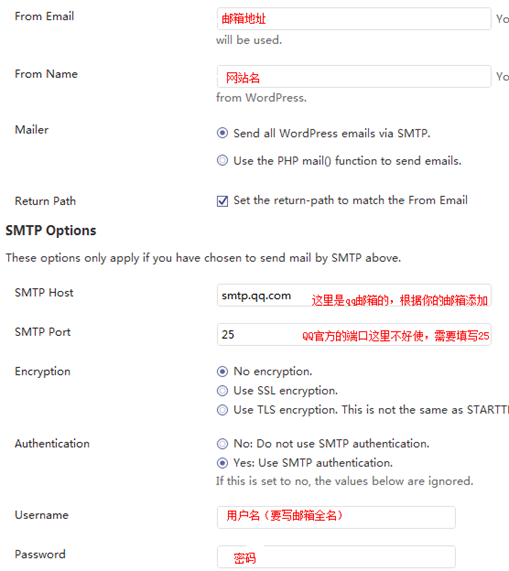 From Email
邮箱地址
Yo
will be used.
From Name
网站名
Yo
from WordPress.
Mailer
Send all WordPress emails via SMTP.
Use the PHP mail() function to send emails.
Return Path
Set the return-path to match the From Email
SMTP Options
These options only apply if you have chosen to send mail by SMTP above.
SMTP Host
smtp.qq.com 这里是qq邮箱的，根据你的邮箱添加
SMTP Port
25 QQ官方的端口这里不好使，需要填写25
Encryption
No encryption.
Use SSL encryption.
Use TLS encryption. This is not the same as STARTT
Authentication
No: Do not use SMTP authentication.
Yes: Use SMTP authentication.
If this is set to no, the values below are ignored.
Username
用户名（要写邮箱全名）
Password
密码